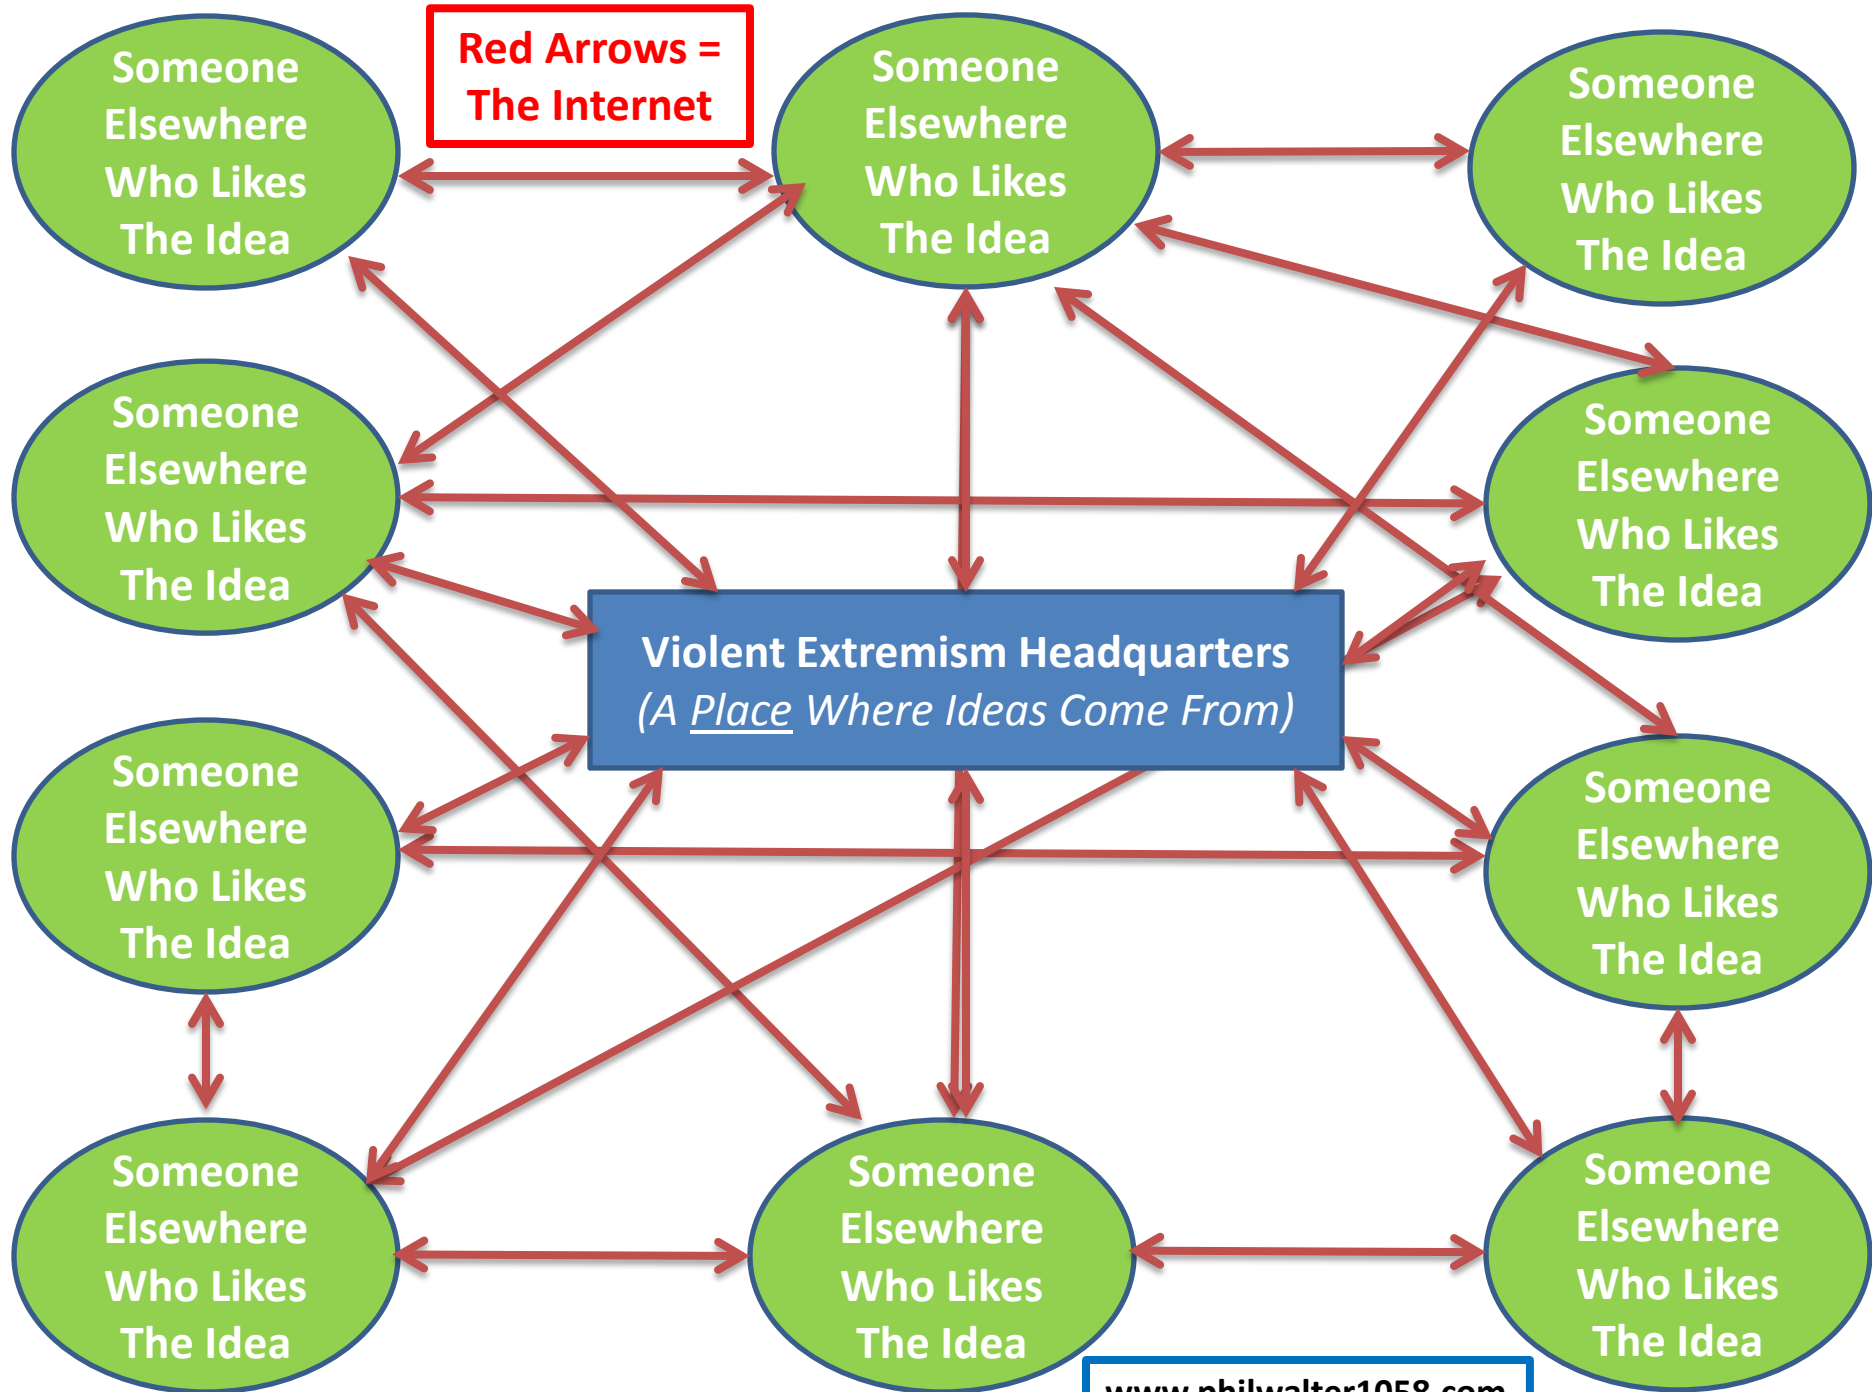 Someone
Elsewhere
Who Likes
The Idea
Red Arrows =
The Internet
Someone
Elsewhere
Who Likes
The Idea
Someone
Elsewhere
Who Likes
The Idea
Someone
Elsewhere
Who Likes
The Idea
Someone
Elsewhere
Who Likes
The Idea
Violent Extremism Headquarters
(A Place Where Ideas Come From)
Someone
Elsewhere
Who Likes
The Idea
Someone
Elsewhere
Who Likes
The Idea
Someone
Elsewhere
Who Likes
The Idea
Someone
Elsewhere
Who Likes
The Idea
Someone
Elsewhere
Who Likes
The Idea
www.philwalter1058.com